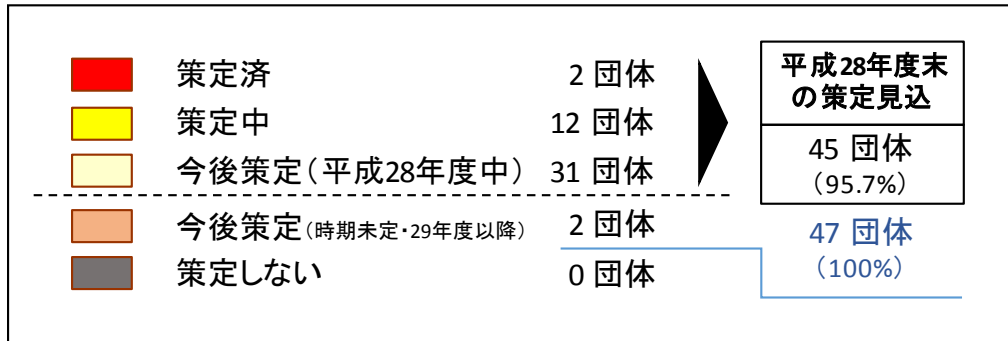 策定済 2 団体
策定中 12 団体
今後策定(平成28年度中) 31 団体
今後策定(時期未定・29年度以降) 2 団体
策定しない 0 団体
平成28年度末
の策定見込
45 団体
(95.7%)
47 団体
(100%)